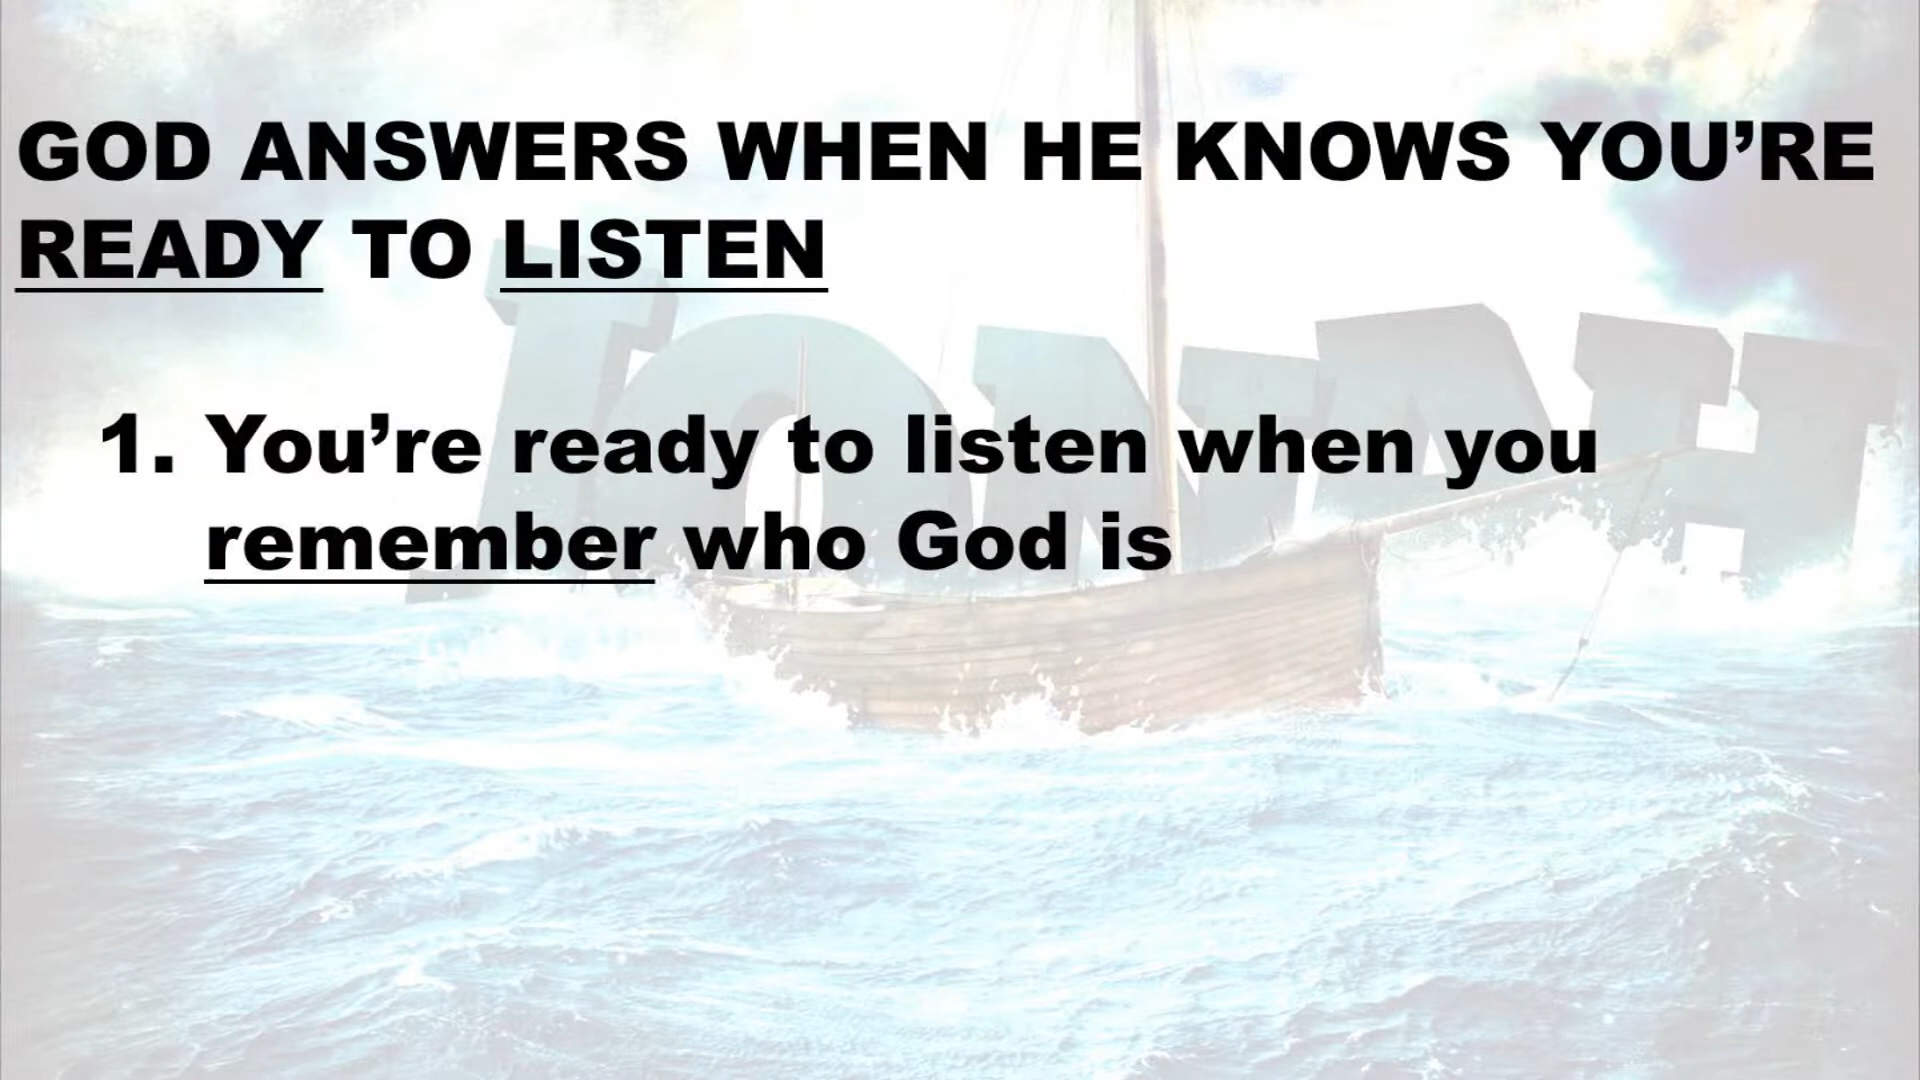 GOD ANSWERS WHEN HE KNOWS YOU’RE
READY TO LISTEN
JONAH
1. You’re ready to listen when you
remember who God is